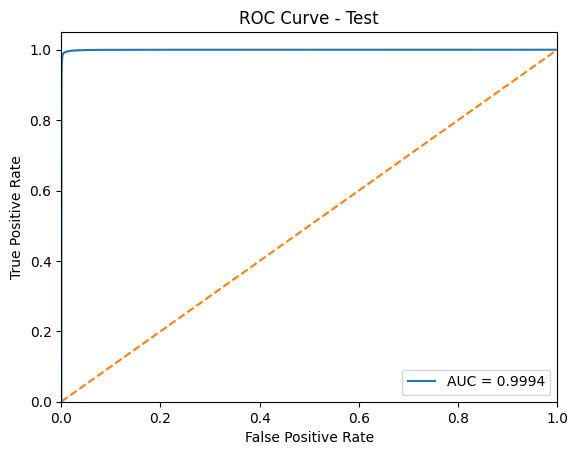 ROC Curve - Test
1.0
0.8
0.6
0.4
0.2
0.0
True Positive Rate
AUC = 0.9994
0.0 0.2 0.4 0.6 0.8 1.0
False Positive Rate